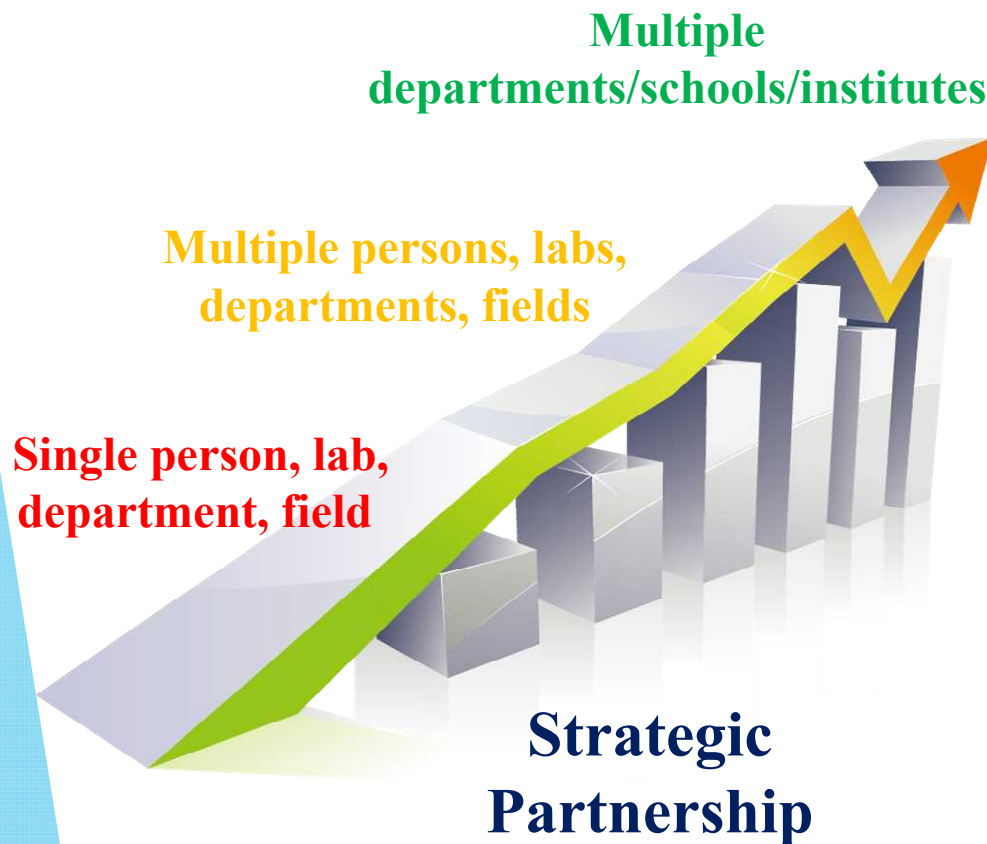 Multiple
departments/schools/institutes
Multiple persons, labs,
departments, fields
Single person, lab,
department, field
Strategic
Partnership